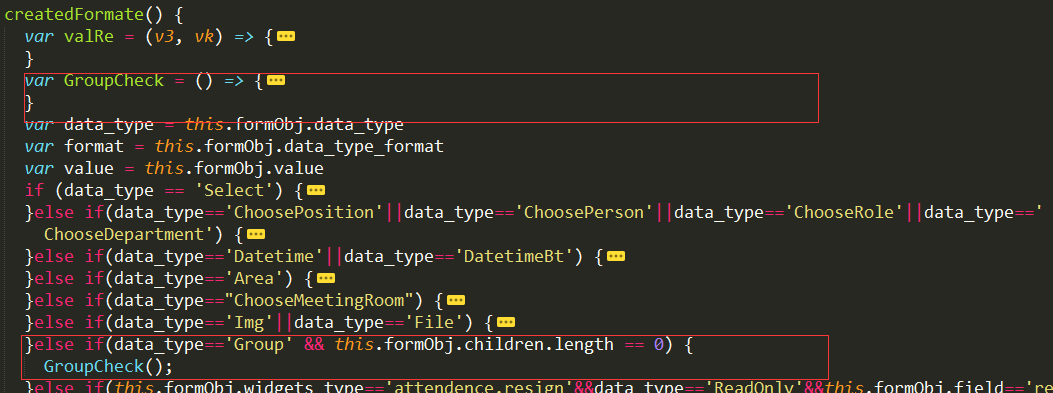 createdFormate() {
var valRe = (v3, vk) => {
}
var GroupCheck = () => {
}
var data_type = this.formObj.data_type
var format = this.formObj.data_type_format
var value = this.formObj.value
if (data_type == 'Select') {
}else if(data_type=='ChoosePosition'||data_type=='ChoosePerson'||data_type=='ChooseRole'||data_type=='
ChooseDepartment') {
}else if(data_type=='Datetime'||data_type=='DatetimeBt') {
}else if(data_type=='Area') {
}else if(data_type=="ChooseMeetingRoom") {
}else if(data_type=='Img'||data_type=='File') {
}else if(data_type=='Group' && this.formObj.children.length == 0) {
GroupCheck();
}else if(this.formObj.widgets_type=='attendence.resign'&&data_type=='ReadOnly'&&this.formObj.field=='re